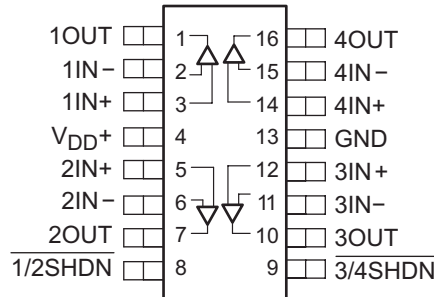 1OUT 1 16 4OUT
1IN− 2 15 4IN−
1IN+ 3 14 4IN+
VDD+ 4 13 GND
2IN+ 5 12 3IN+
2IN− 6 11 3IN−
2OUT 7 10 3OUT
1/2SHDN 8 9 3/4SHDN